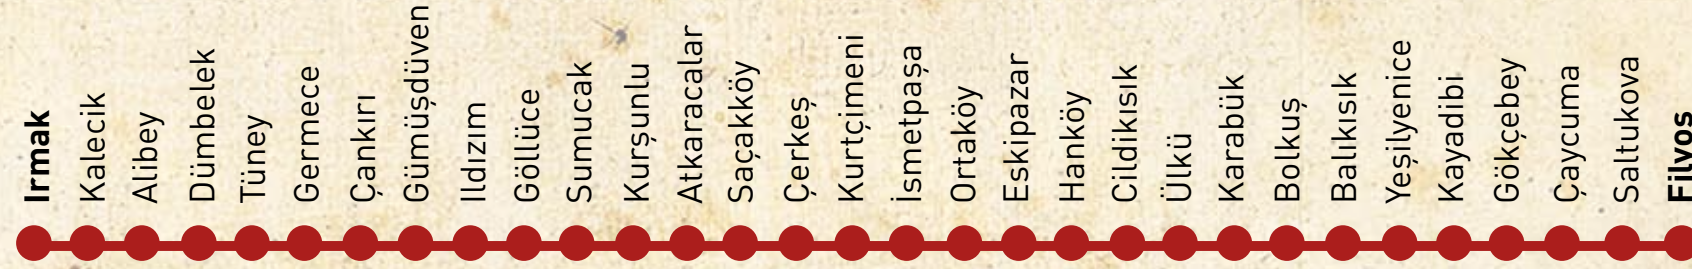 Irmak
Kalecik
Alibey
Dümbelek
Tüney
Germece
Çankırı
Gümüşdüven
Ildızım
Göllüce
Sumucak
Kurşunlu
Atkaracalar
Saçakköy
Çerkeş
Kurtçimeni
İsmetpaşa
Ortaköy
Eskipazar
Hanköy
Cildikısık
Ülkü
Karabük
Bolkuş
Balıkısık
Yeşilyenice
Kayadibi
Gökçebey
Çaycuma
Saltukova
Filyos